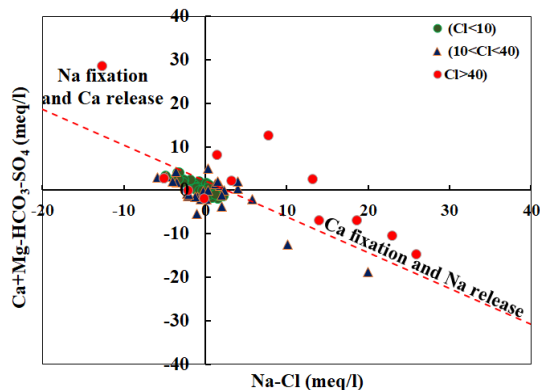 40
30
20
10
0
-10
-20
-30
-40
-20
-10
0
10
20
30
40
Ca+Mg-HCO₃-SO₄ (meq/l)
Na-Cl (meq/l)
(Cl<10)
(10<Cl<40)
Cl>40)
Na fixation
and Ca release
Ca fixation and Na release